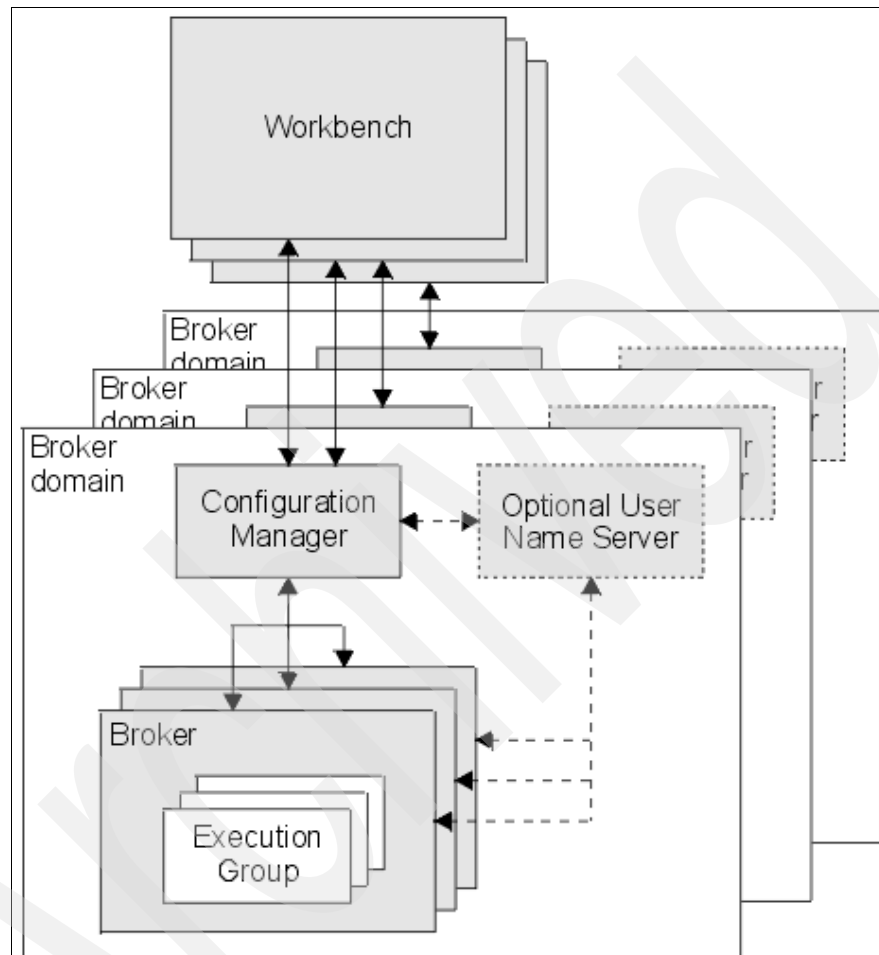 Workbench
Broker
domain
Broker
domain
Broker
domain
r
r
r
r
Configuration
Manager
Optional User
Name Server
Broker
Execution
Group